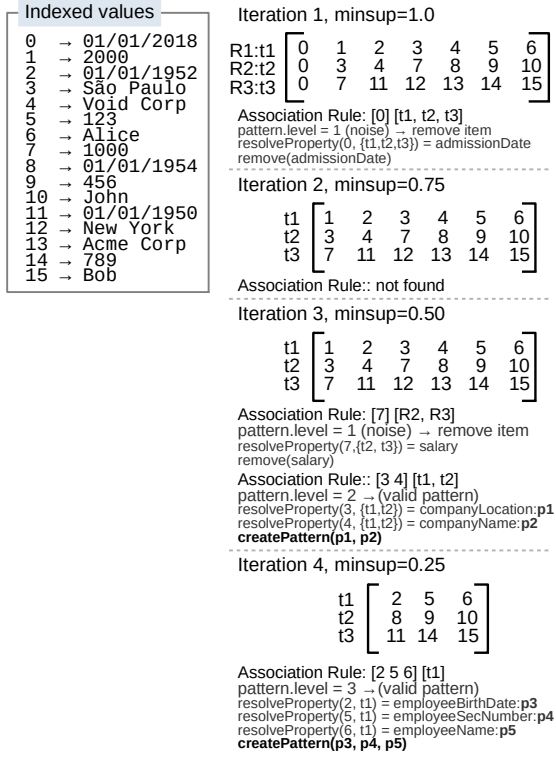 Indexed values
0 → 01/01/2018
1 → 2000
2 → 01/01/1952
3 → São Paulo
4 → Void Corp
5 → 123
6 → Alice
7 → 1000
8 → 01/01/1954
9 → 456
10 → John
11 → 01/01/1950
12 → New York
13 → Acme Corp
14 → 789
15 → Bob
Iteration 1, minsup=1.0
R1:t1 0 1 2 3 4 5 6
R2:t2 0 3 4 7 8 9 10
R3:t3 0 7 11 12 13 14 15
Association Rule: [0] [t1, t2, t3]
pattern.level = 1 (noise) → remove item
resolveProperty(0, {t1,t2,t3}) = admissionDate
remove(admissionDate)
Iteration 2, minsup=0.75
t1 1 2 3 4 5 6
t2 3 4 7 8 9 10
t3 7 11 12 13 14 15
Association Rule:: not found
Iteration 3, minsup=0.50
t1 1 2 3 4 5 6
t2 3 4 7 8 9 10
t3 7 11 12 13 14 15
Association Rule: [7] [R2, R3]
pattern.level = 1 (noise) → remove item
resolveProperty(7,{t2, t3}) = salary
remove(salary)
Association Rule:: [3 4] [t1, t2]
pattern.level = 2 →(valid pattern)
resolveProperty(3, {t1,t2}) = companyLocation:p1
resolveProperty(4, {t1,t2}) = companyName:p2
createPattern(p1, p2)
Iteration 4, minsup=0.25
t1 2 5 6
t2 8 9 10
t3 11 14 15
Association Rule: [2 5 6] [t1]
pattern.level = 3 →(valid pattern)
resolveProperty(2, t1) = employeeBirthDate:p3
resolveProperty(5, t1) = employeeSecNumber:p4
resolveProperty(6, t1) = employeeName:p5
createPattern(p3, p4, p5)